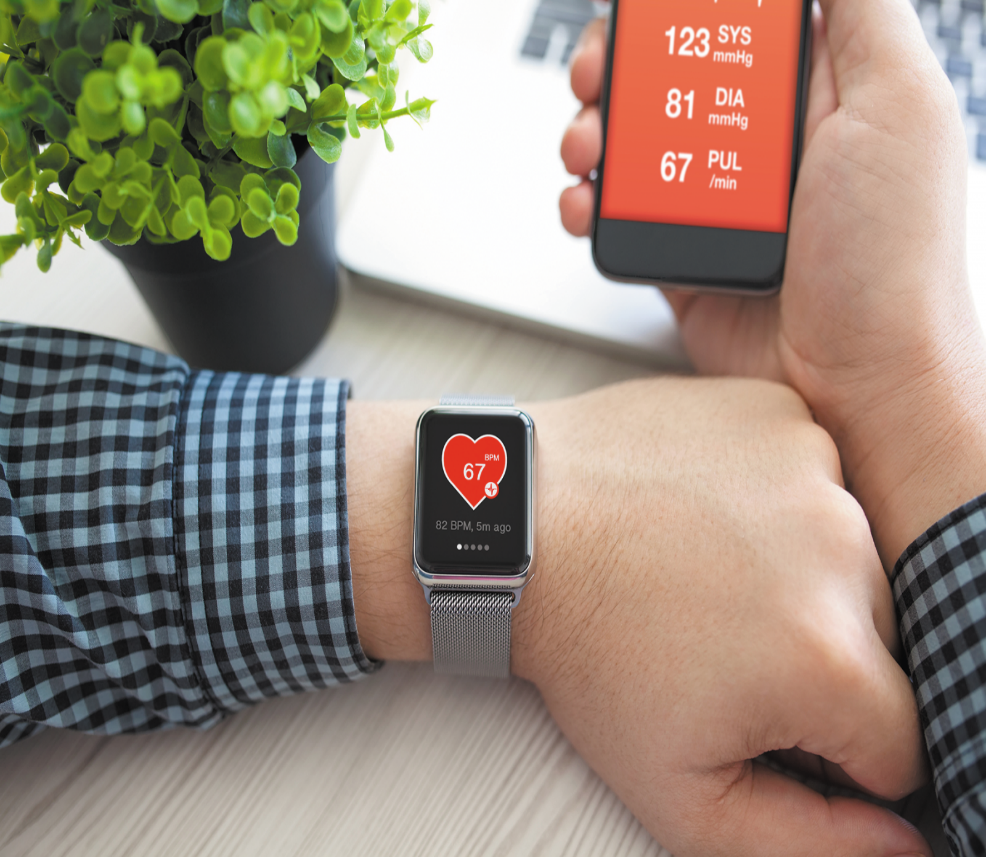 123 SYS
mmHg
81 DIA
mmHg
67 PUL
/min
BPM
67
82 BPM, 5m ago